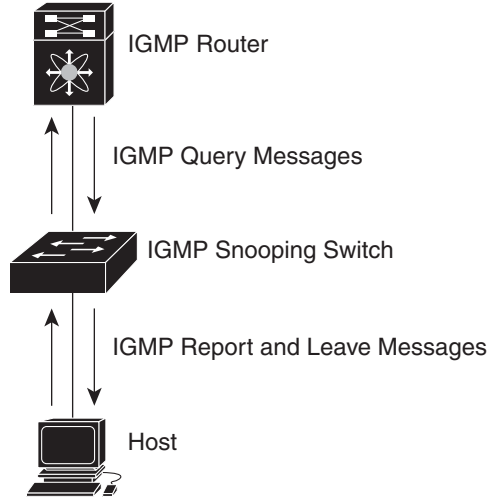 IGMP Router
IGMP Query Messages
IGMP Snooping Switch
IGMP Report and Leave Messages
Host